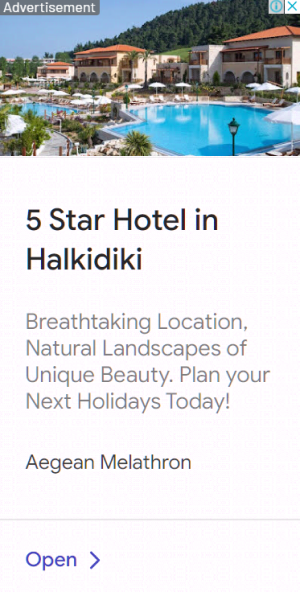 Advertisement
5 Star Hotel in
Halkidiki
Breathtaking Location,
Natural Landscapes of
Unique Beauty. Plan your
Next Holidays Today!
Aegean Melathron
Open